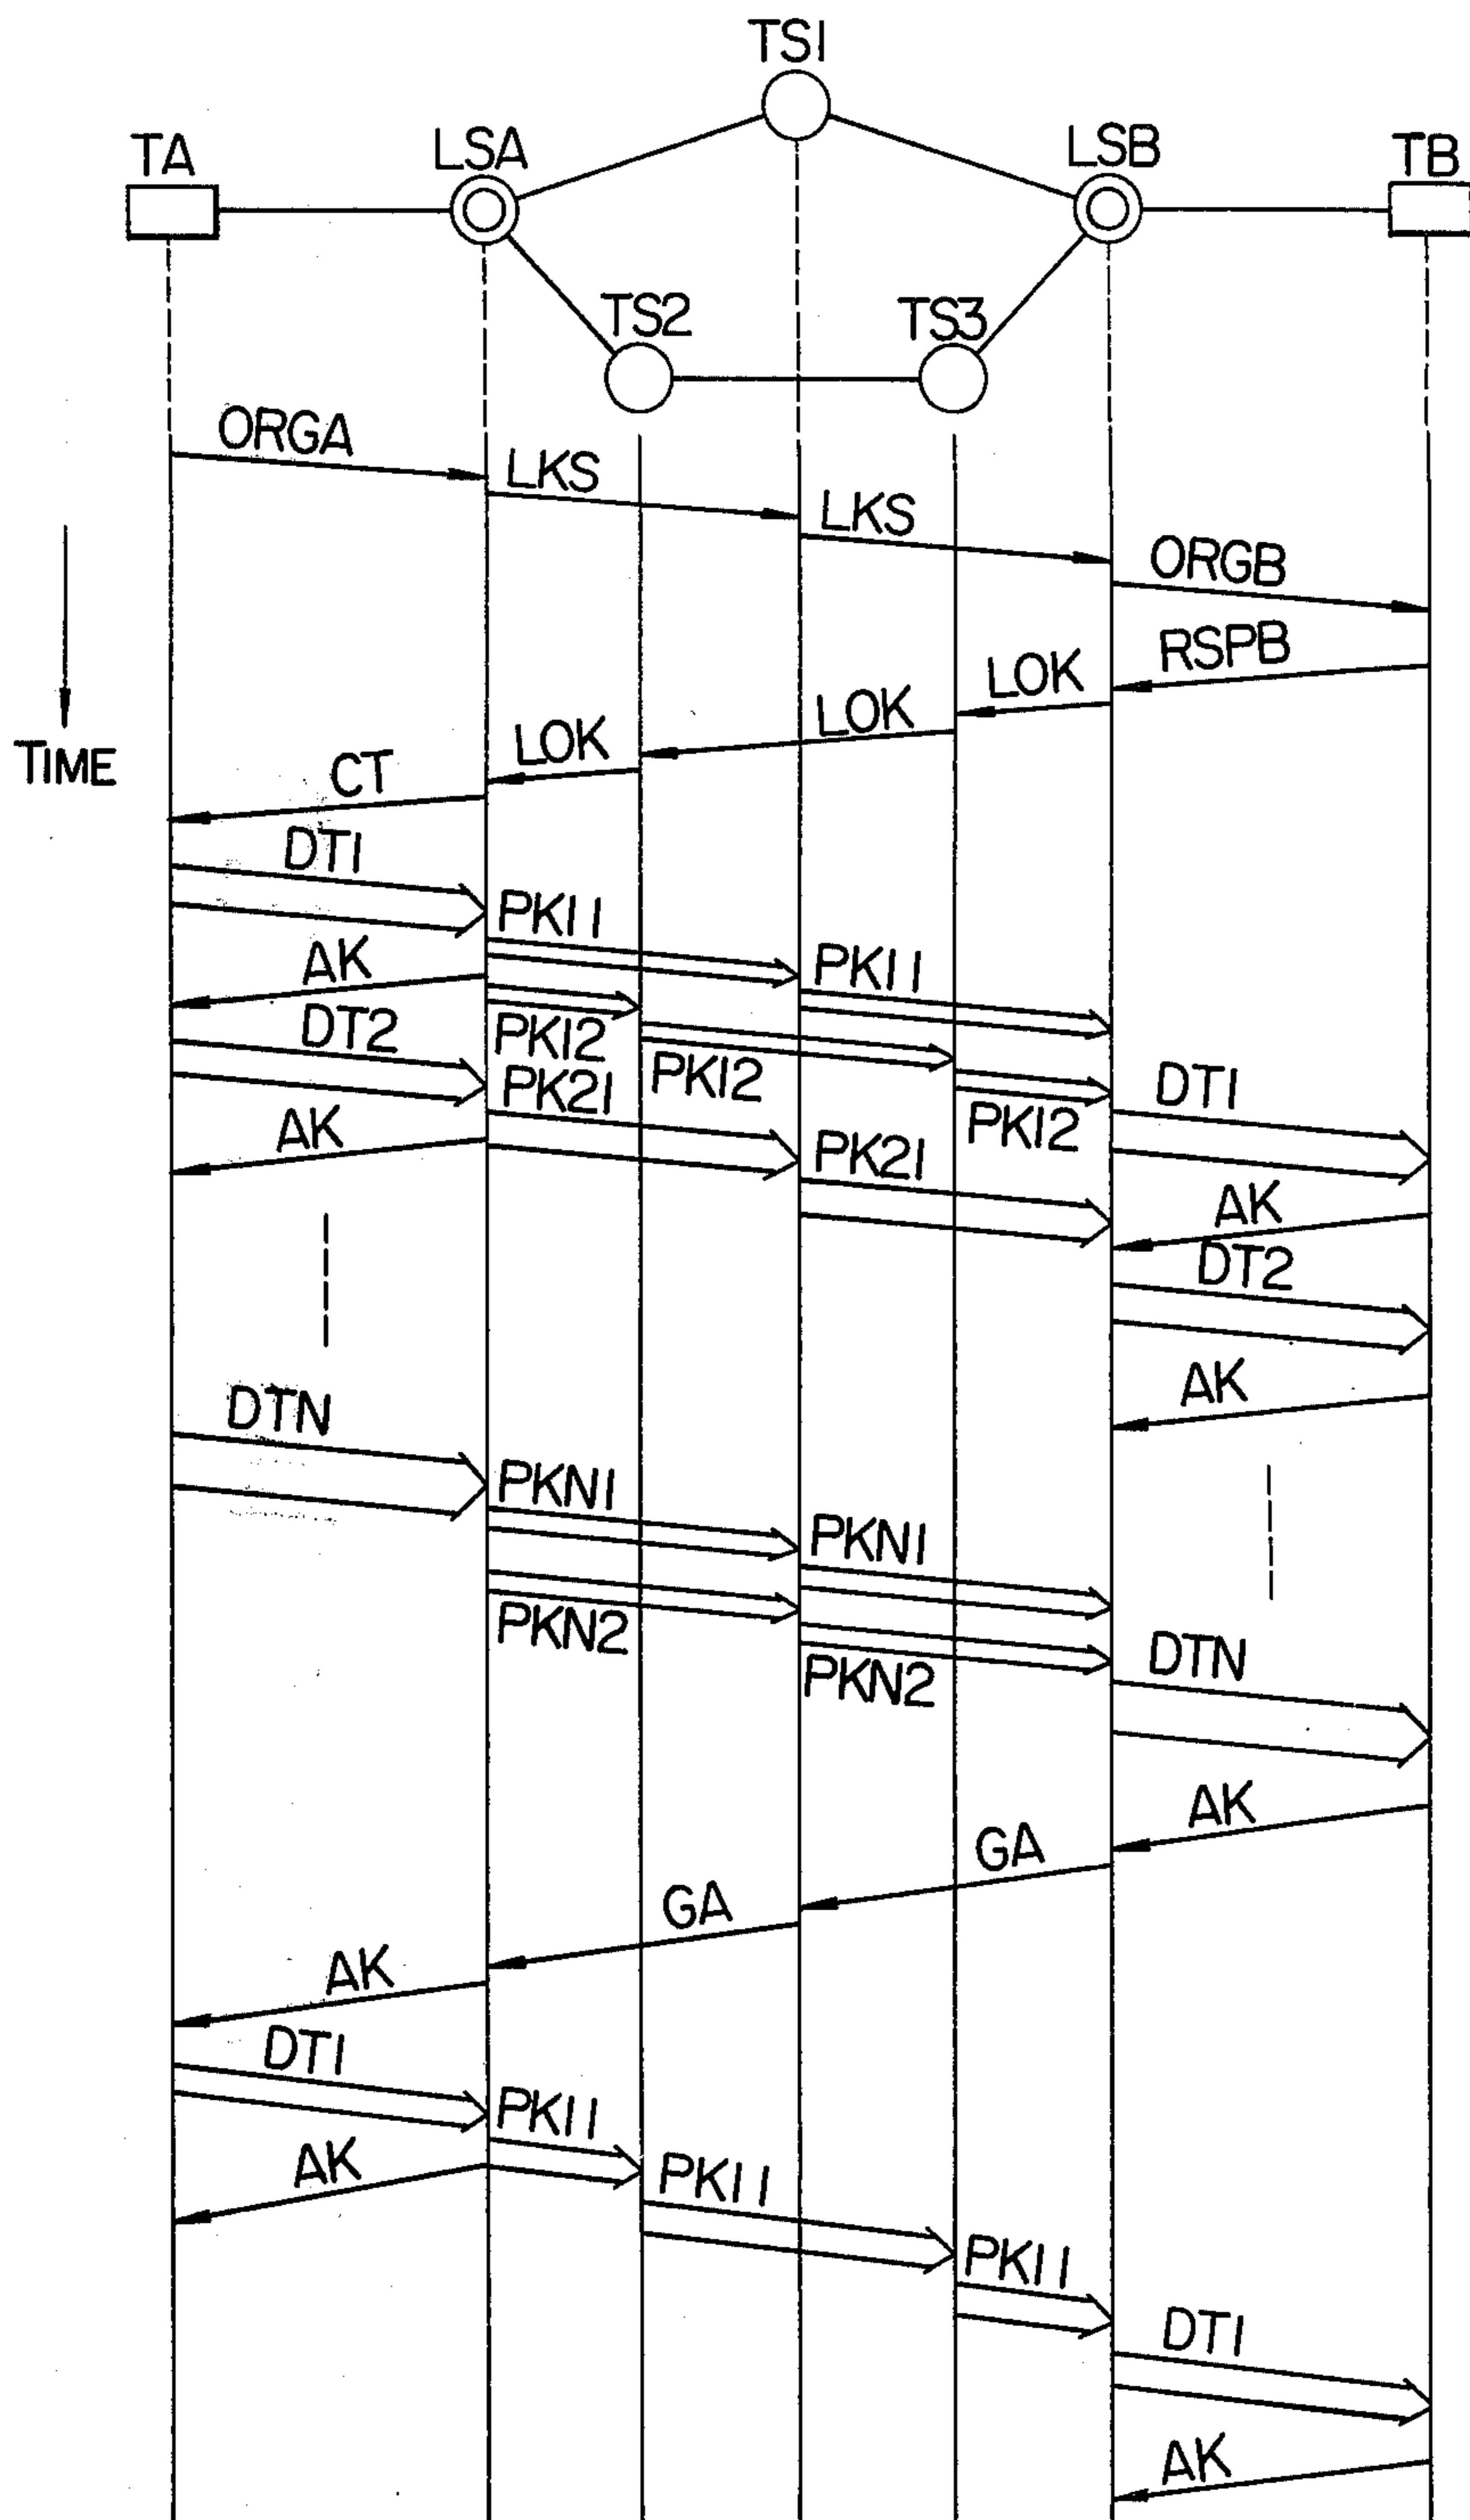 TS1
TA
LSA
LSB
TB
TS2
TS3
ORGA
LKS
LKS
ORGB
RSPB
LOK
LOK
LOK
CT
TIME
DT1
PK11
AK
PK11
DT2
PK12
PK12
PK21
DT1
PK12
AK
PK21
AK
DT2
AK
DTN
PKN1
PKN1
PKN2
DTN
PKN2
AK
GA
GA
AK
DT1
PK11
AK
PK11
PK11
DT1
AK